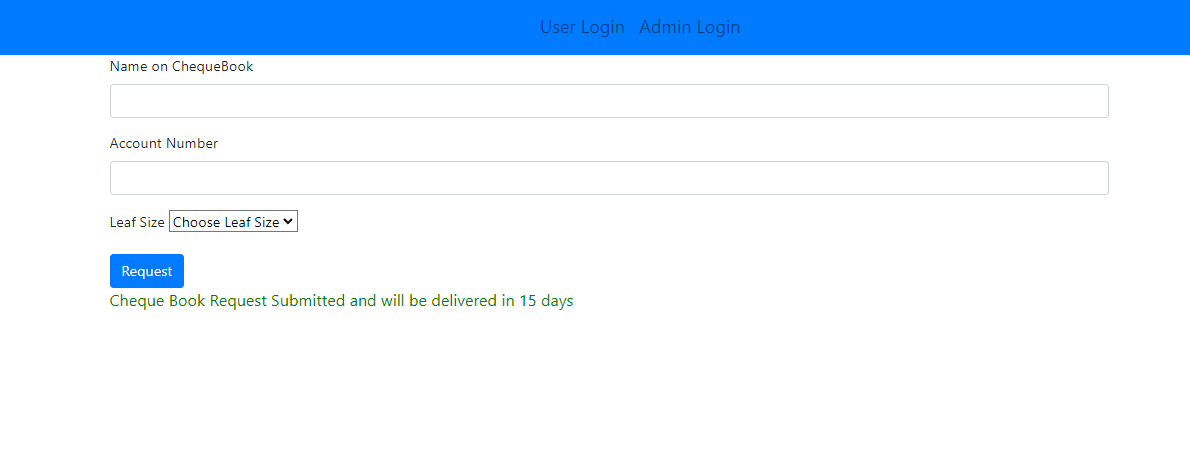 User Login Admin Login
Name on ChequeBook
Account Number
Leaf Size Choose Leaf Size
Request
Cheque Book Request Submitted and will be delivered in 15 days